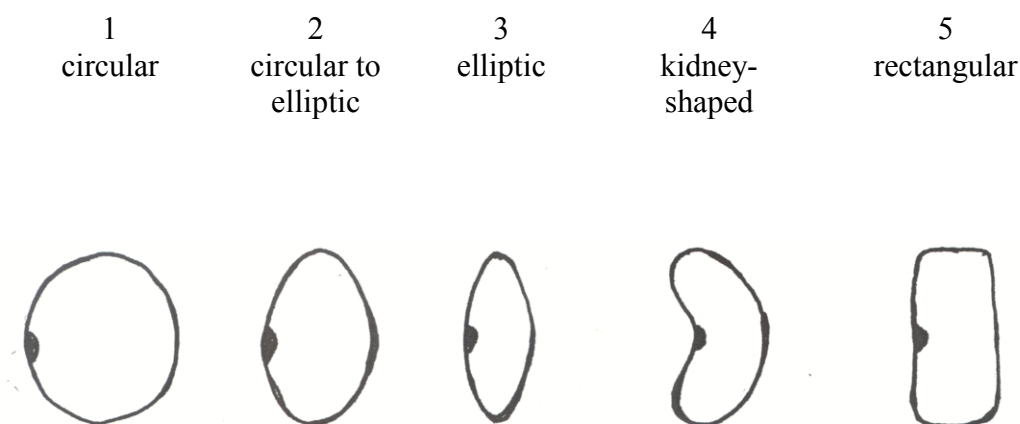 1
circular
2
circular to
elliptic
3
elliptic
4
kidney-
shaped
5
rectangular